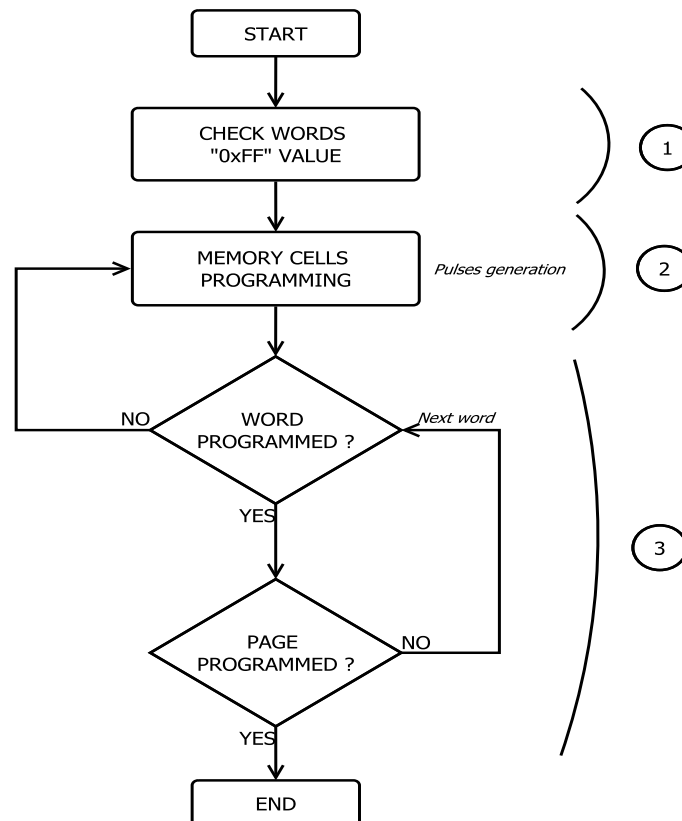 START
CHECK WORDS
"0xFF" VALUE
1
MEMORY CELLS
PROGRAMMING
Pulses generation
2
NO
WORD
PROGRAMMED ?
Next word
YES
3
PAGE
PROGRAMMED ?
NO
YES
END